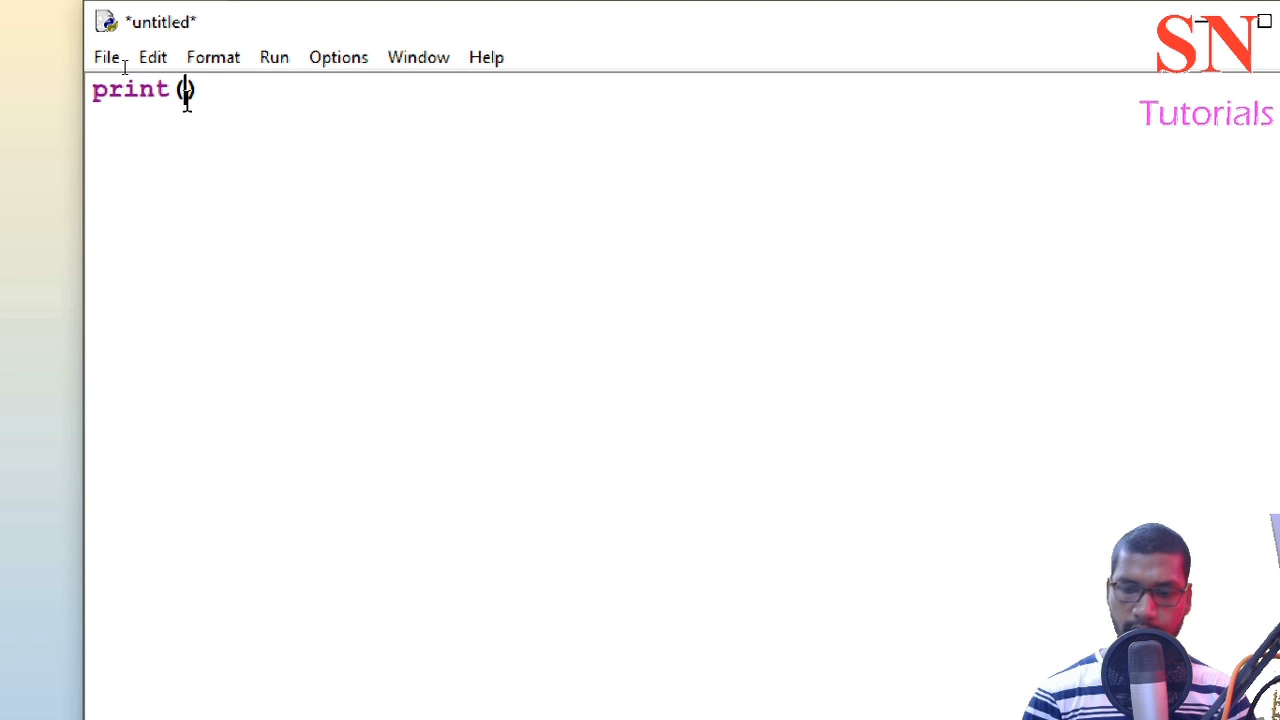 *untitled*
File Edit Format Run Options Window Help
print ()
SN
Tutorials